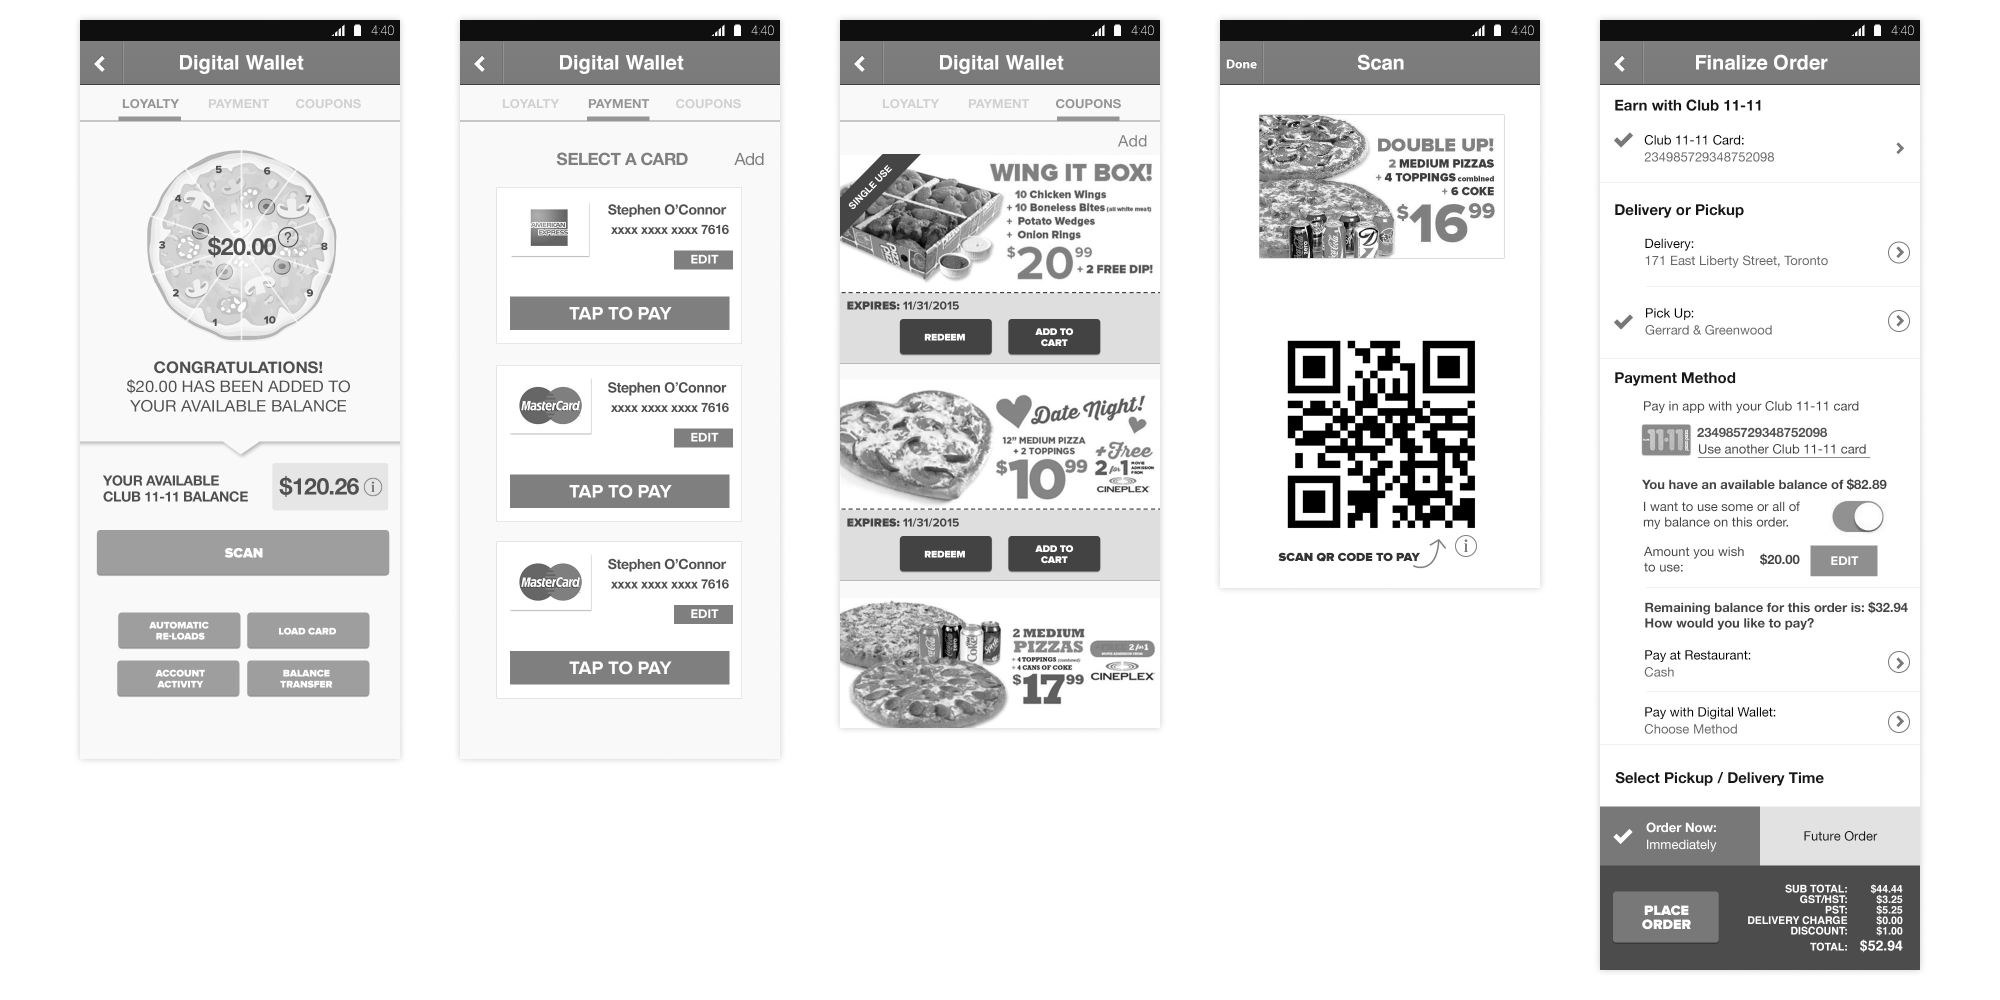 4:40
Digital Wallet
LOYALTY PAYMENT COUPONS
5 6
4 7
$20.00 ?
3 8
2 9
1 10
CONGRATULATIONS!
$20.00 HAS BEEN ADDED TO
YOUR AVAILABLE BALANCE
YOUR AVAILABLE
CLUB 11-11 BALANCE
$120.26 i
SCAN
AUTOMATIC
RE-LOADS
LOAD CARD
ACCOUNT
ACTIVITY
BALANCE
TRANSFER
4:40
Digital Wallet
LOYALTY PAYMENT COUPONS
SELECT A CARD Add
AMERICAN
EXPRESS
Stephen O'Connor
xxxx xxxx xxxx 7616
EDIT
TAP TO PAY
MasterCard
Stephen O'Connor
xxxx xxxx xxxx 7616
EDIT
TAP TO PAY
MasterCard
Stephen O'Connor
xxxx xxxx xxxx 7616
EDIT
TAP TO PAY
4:40
Digital Wallet
LOYALTY PAYMENT COUPONS
Add
SINGLE USE
WING IT BOX!
10 Chicken Wings
+ 10 Boneless Bites (all white meat)
+ Potato Wedges
+ Onion Rings
$20.99 + 2 FREE DIP!
EXPIRES: 11/31/2015
REDEEM
ADD TO
CART
Date Night!
12" MEDIUM PIZZA
+ 2 TOPPINGS
$10.99
+Free
2 for 1
MOVIE
ADMISSION
FROM
CINEPLEX
EXPIRES: 11/31/2015
REDEEM
ADD TO
CART
2 MEDIUM
PIZZAS
+ 4 TOPPINGS (combined)
+ 4 CANS OF COKE
$17.99
2 for 1
CINEPLEX
4:40
Done Scan
DOUBLE UP!
2 MEDIUM PIZZAS
+ 4 TOPPINGS combined
+ 6 COKE
$16.99
SCAN QR CODE TO PAY i
4:40
Finalize Order
Earn with Club 11-11
Club 11-11 Card:
234985729348752098
Delivery or Pickup
Delivery:
171 East Liberty Street, Toronto
Pick Up:
Gerrard & Greenwood
Payment Method
Pay in app with your Club 11-11 card
11-11
234985729348752098
Use another Club 11-11 card
You have an available balance of $82.89
I want to use some or all of
my balance on this order.
Amount you wish
to use:
$20.00 EDIT
Remaining balance for this order is: $32.94
How would you like to pay?
Pay at Restaurant:
Cash
Pay with Digital Wallet:
Choose Method
Select Pickup / Delivery Time
Order Now:
Immediately
Future Order
PLACE
ORDER
SUB TOTAL: $44.44
GST/HST: $3.25
PST: $5.25
DELIVERY CHARGE $0.00
DISCOUNT: $1.00
TOTAL: $52.94